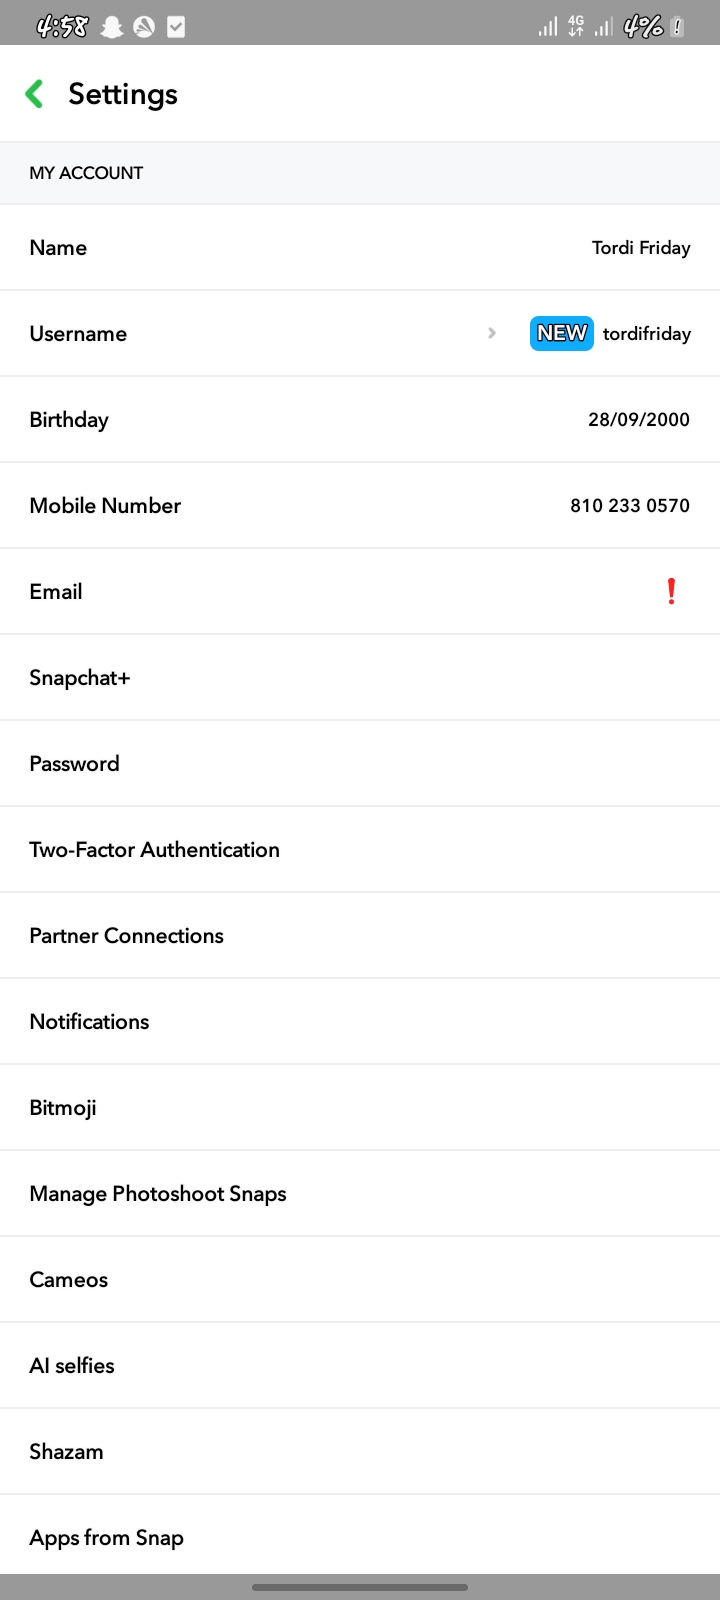 4:58 4G 4%
Settings
MY ACCOUNT
Name Tordi Friday
Username NEW tordifriday
Birthday 28/09/2000
Mobile Number 810 233 0570
Email ❗
Snapchat+
Password
Two-Factor Authentication
Partner Connections
Notifications
Bitmoji
Manage Photoshoot Snaps
Cameos
AI selfies
Shazam
Apps from Snap